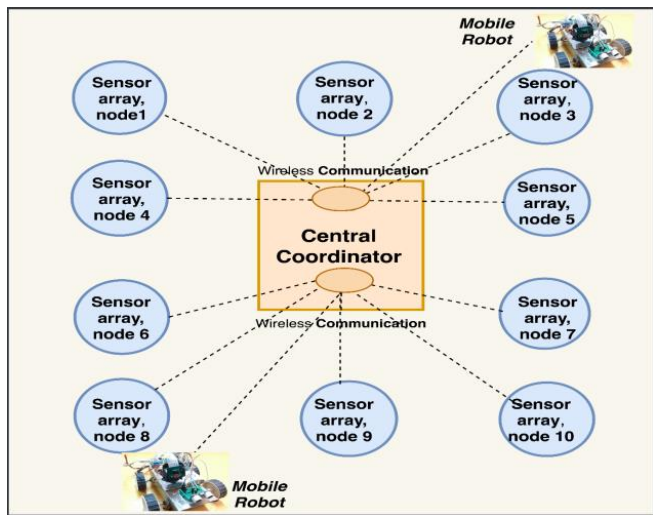 Mobile
Robot
Sensor
array,
node1
Sensor
array,
node 2
Sensor
array,
node 3
Wireless Communication
Sensor
array,
node 4
Sensor
array,
node 5
Central
Coordinator
Sensor
array,
node 6
Sensor
array,
node 7
Wireless Communication
Sensor
array,
node 8
Sensor
array,
node 9
Sensor
array,
node 10
Mobile
Robot